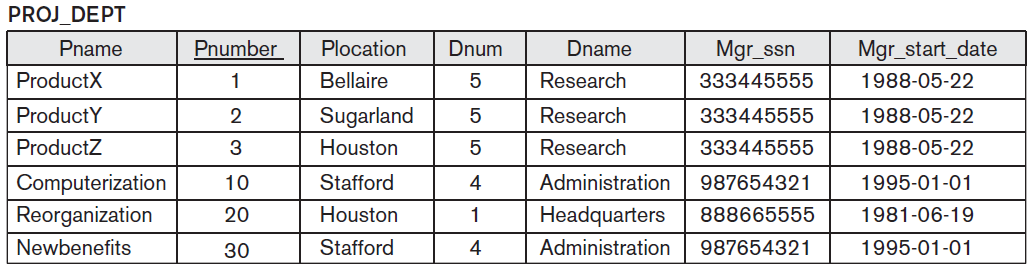 PROJ_DEPT
Pname Pnumber Plocation Dnum Dname Mgr_ssn Mgr_start_date
ProductX 1 Bellaire 5 Research 333445555 1988-05-22
ProductY 2 Sugarland 5 Research 333445555 1988-05-22
ProductZ 3 Houston 5 Research 333445555 1988-05-22
Computerization 10 Stafford 4 Administration 987654321 1995-01-01
Reorganization 20 Houston 1 Headquarters 888665555 1981-06-19
Newbenefits 30 Stafford 4 Administration 987654321 1995-01-01